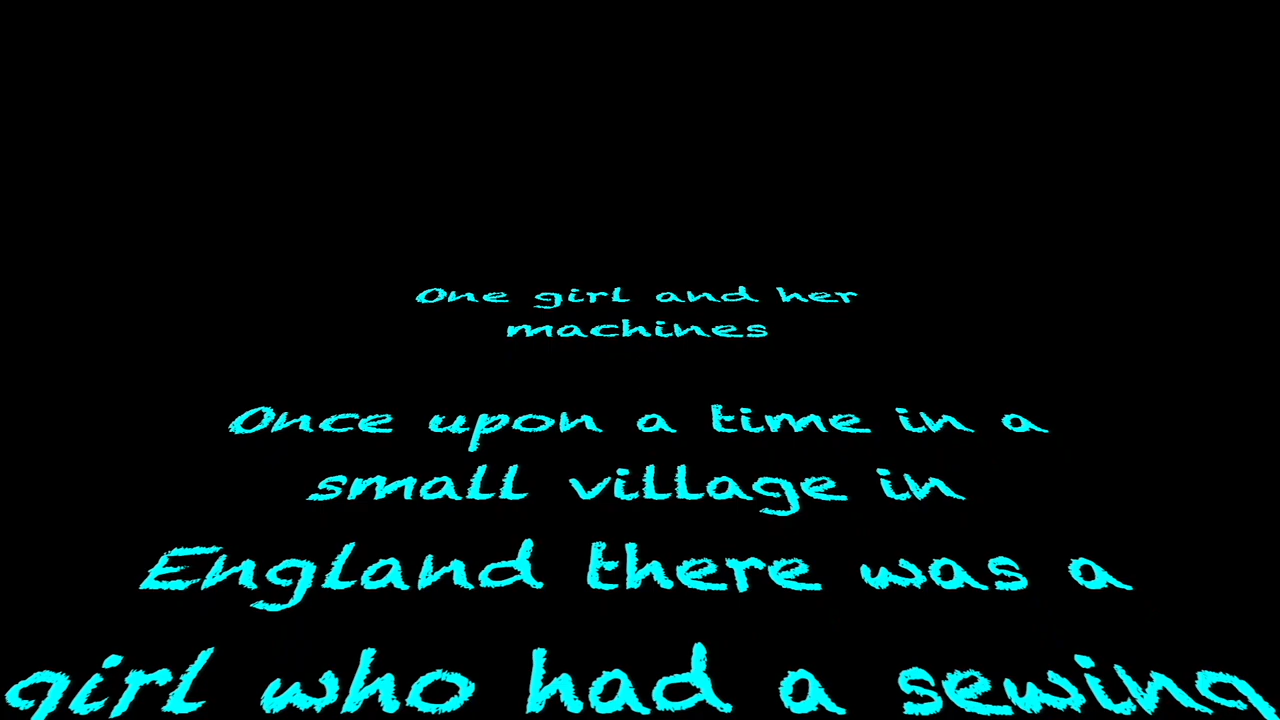 One girl and her
machines
Once upon a time in a
small village in
England there was a
girl who had a sewing